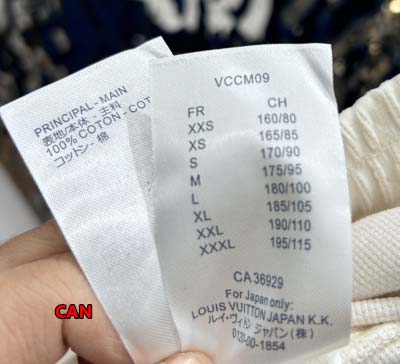 PRINCIPAL - MAIN
表地/本体 - 主料
100% COTON - COT
コットン - 棉
VCCM09
FR CH
XXS 160/80
XS 165/85
S 170/90
M 175/95
L 180/100
XL 185/105
XXL 190/110
XXXL 195/115
CA 36929
For Japan only:
LOUIS VUITTON JAPAN K.K.
ルイ・ヴィトン ジャパン(株)
0120-00-1854
CAN